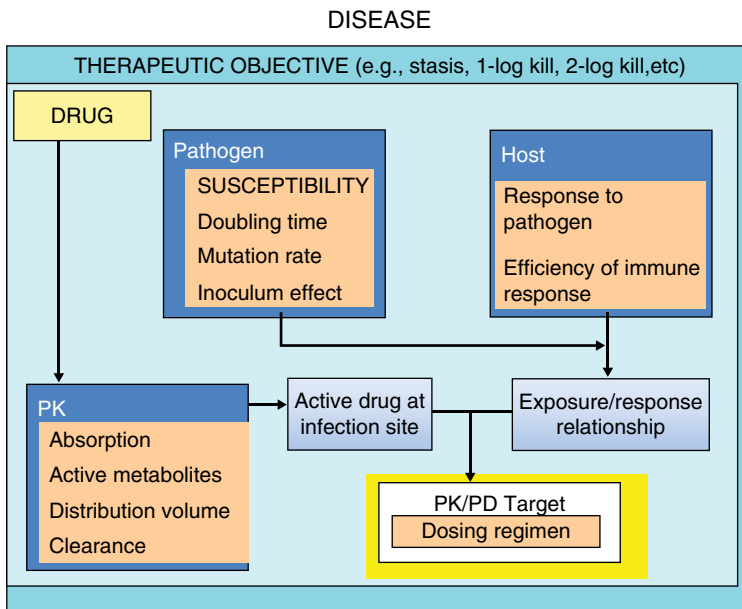 DISEASE
THERAPEUTIC OBJECTIVE (e.g., stasis, 1-log kill, 2-log kill,etc)
DRUG
Pathogen
SUSCEPTIBILITY
Doubling time
Mutation rate
Inoculum effect
Host
Response to
pathogen
Efficiency of immune
response
PK
Absorption
Active metabolites
Distribution volume
Clearance
Active drug at
infection site
Exposure/response
relationship
PK/PD Target
Dosing regimen